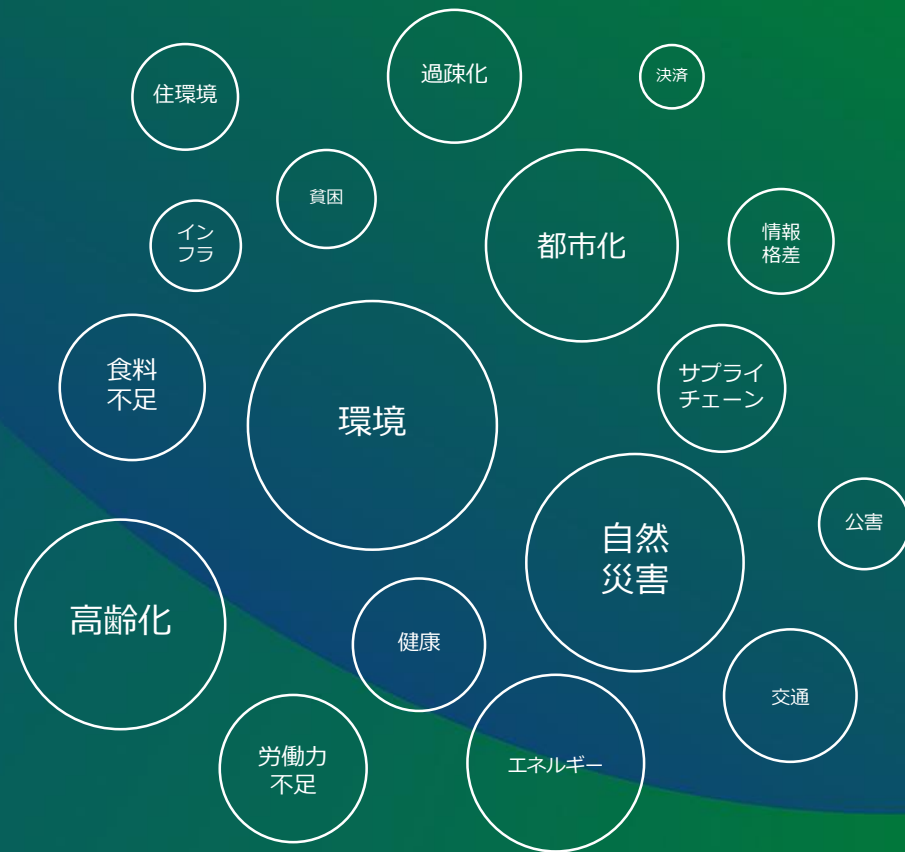 過疎化
決済
住環境
貧困
イン
フラ
都市化
情報
格差
食料
不足
サプライ
チェーン
環境
公害
自然
災害
高齢化
健康
交通
労働力
不足
エネルギー